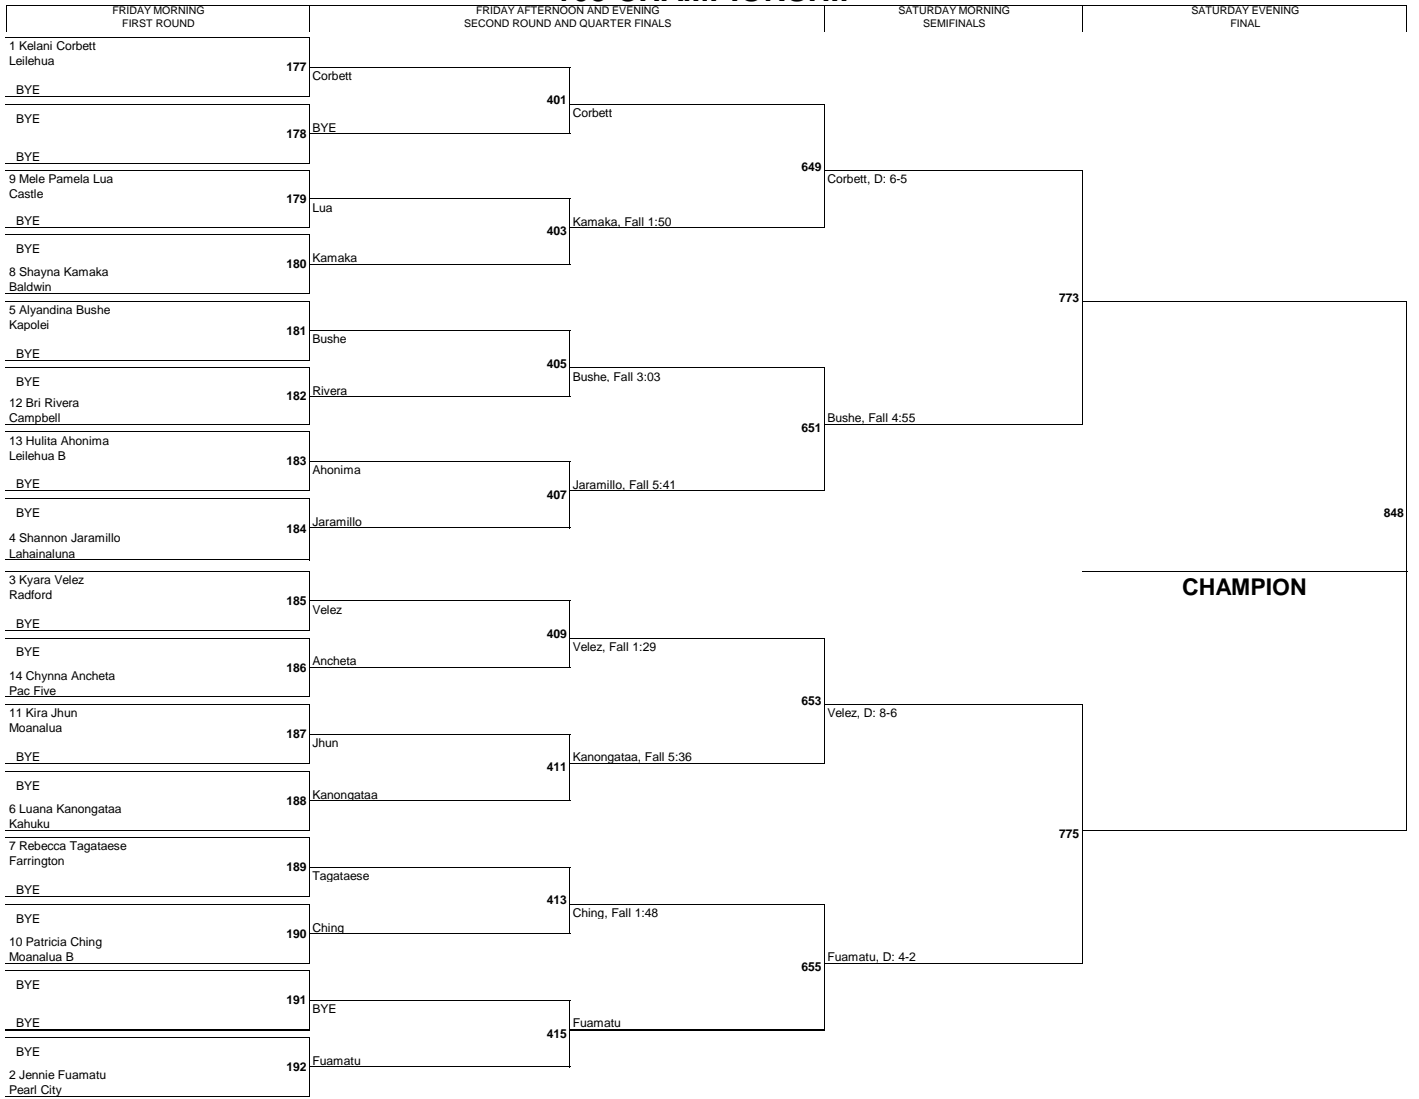 FRIDAY MORNING
FIRST ROUND
FRIDAY AFTERNOON AND EVENING
SECOND ROUND AND QUARTER FINALS
SATURDAY MORNING
SEMIFINALS
SATURDAY EVENING
FINAL
1 Kelani Corbett
Leilehua
177
BYE
BYE
178
BYE
9 Mele Pamela Lua
Castle
179
BYE
BYE
180
8 Shayna Kamaka
Baldwin
5 Alyandina Bushe
Kapolei
181
BYE
BYE
182
12 Bri Rivera
Campbell
13 Hulita Ahonima
Leilehua B
183
BYE
BYE
184
4 Shannon Jaramillo
Lahainaluna
3 Kyara Velez
Radford
185
BYE
BYE
186
14 Chynna Ancheta
Pac Five
11 Kira Jhun
Moanalua
187
BYE
BYE
188
6 Luana Kanongataa
Kahuku
7 Rebecca Tagataese
Farrington
189
BYE
BYE
190
10 Patricia Ching
Moanalua B
BYE
191
BYE
BYE
192
2 Jennie Fuamatu
Pearl City
Corbett
401
BYE
Lua
403
Kamaka
Bushe
405
Rivera
Ahonima
407
Jaramillo
Velez
409
Ancheta
Jhun
411
Kanongataa
Tagataese
413
Ching
BYE
415
Fuamatu
Corbett
649
Kamaka, Fall 1:50
Bushe, Fall 3:03
651
Jaramillo, Fall 5:41
Velez, Fall 1:29
653
Kanongataa, Fall 5:36
Ching, Fall 1:48
655
Fuamatu
Corbett, D: 6-5
773
Bushe, Fall 4:55
Velez, D: 8-6
775
Fuamatu, D: 4-2
848
CHAMPION